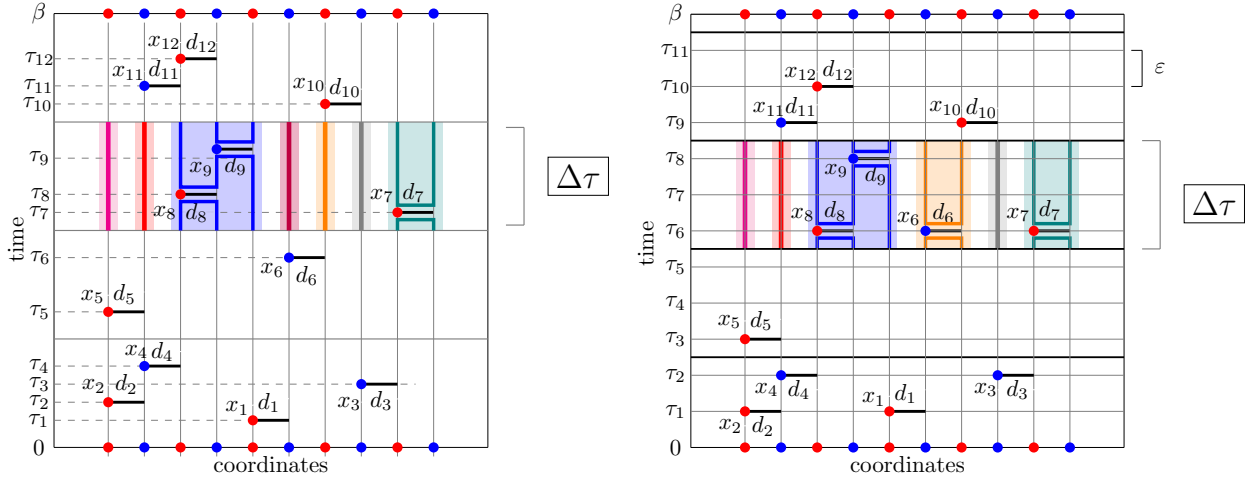 β
τ12 x12 d12
τ11 x11 d11
τ10 x10 d10
τ9 x9 d9
τ8 x8 d8
τ7 x7 d7
Δτ
τ6 x6 d6
τ5 x5 d5
τ4 x4 d4
τ3 x3 d3
τ2 x2 d2
τ1 x1 d1
0
time
coordinates
β
τ11
τ10 x12 d12
ε
τ9 x11 d11 x10 d10
τ8 x9 d9
τ7
τ6 x8 d8 x6 d6 x7 d7
Δτ
τ5
τ4
τ3 x5 d5
τ2 x4 d4 x3 d3
τ1 x2 d2 x1 d1
0
time
coordinates